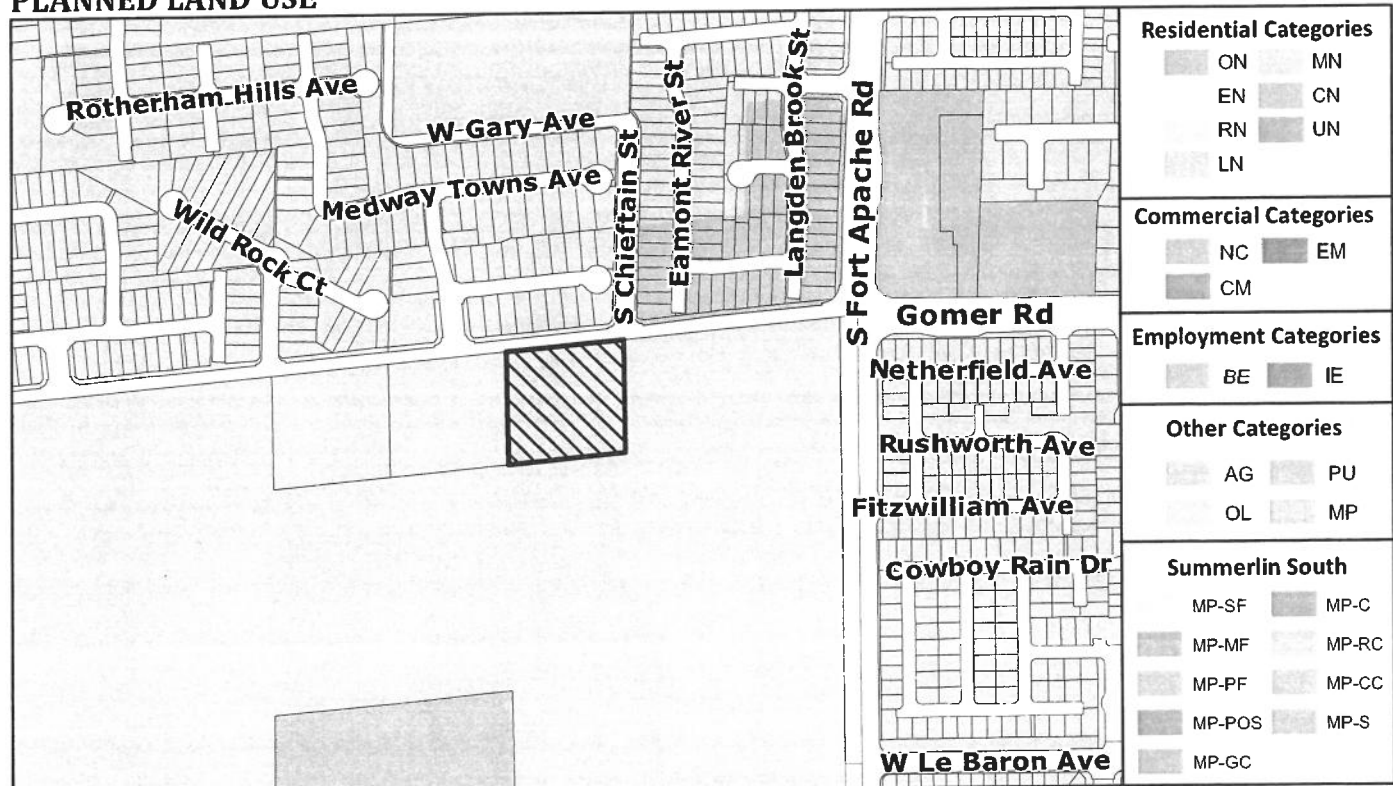 PLANNED LAND USE
Rotherham Hills Ave
W Gary Ave
Medway Towns Ave
Wild Rock Ct
S Chieftain St
Eamont River St
Langden Brook St
S Fort Apache Rd
Gomer Rd
Netherfield Ave
Rushworth Ave
Fitzwilliam Ave
Cowboy Rain Dr
W Le Baron Ave
Residential Categories
ON MN
EN CN
RN UN
LN
Commercial Categories
NC EM
CM
Employment Categories
BE IE
Other Categories
AG PU
OL MP
Summerlin South
MP-SF MP-C
MP-MF MP-RC
MP-PF MP-CC
MP-POS MP-S
MP-GC